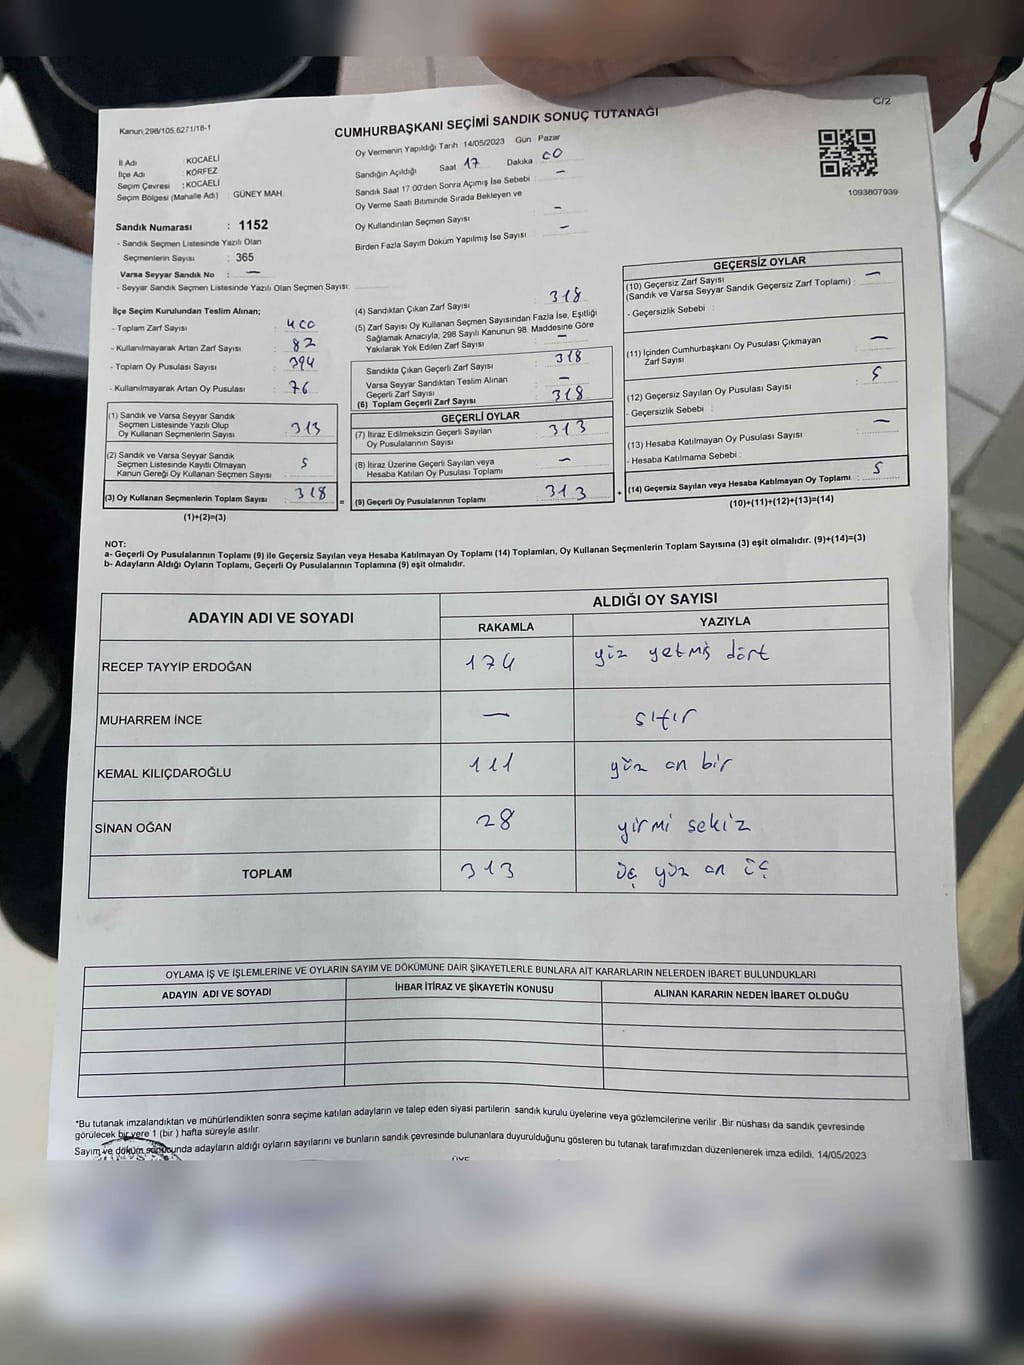 C/2
Kanun.298/105,6271/18-1
CUMHURBAŞKANI SEÇİMİ SANDIK SONUÇ TUTANAĞI
İl Adı : KOCAELİ
İlçe Adı : KÖRFEZ
Seçim Çevresi : KOCAELİ
Seçim Bölgesi (Mahalle Adı) : GÜNEY MAH
Oy Vermenin Yapıldığı Tarih 14/05/2023 Gün Pazar
Sandığın Açıldığı Saat 17 Dakika 00
Sandık Saat 17:00'den Sonra Açımış İse Sebebi : —
Oy Verme Saati Bitiminde Sırada Bekleyen ve
Oy Kullandırılan Seçmen Sayısı —
Birden Fazla Sayım Döküm Yapılmış İse Sayısı —
1093807939
Sandık Numarası : 1152
- Sandık Seçmen Listesinde Yazılı Olan
Seçmenlerin Sayısı : 365
Varsa Seyyar Sandık No : —
- Seyyar Sandık Seçmen Listesinde Yazılı Olan Seçmen Sayısı:
İlçe Seçim Kurulundan Teslim Alınan;
- Toplam Zarf Sayısı : 400
- Kullanılmayarak Artan Zarf Sayısı : 82
- Toplam Oy Pusulası Sayısı : 394
- Kullanılmayarak Artan Oy Pusulası : 76
(1) Sandık ve Varsa Seyyar Sandık
Seçmen Listesinde Yazılı Olup
Oy Kullanan Seçmenlerin Sayısı : 313
(2) Sandık ve Varsa Seyyar Sandık
Seçmen Listesinde Kayıtlı Olmayan
Kanun Gereği Oy Kullanan Seçmen Sayısı : 5
(3) Oy Kullanan Seçmenlerin Toplam Sayısı : 318 =
(1)+(2)=(3)
(4) Sandıktan Çıkan Zarf Sayısı 318
(5) Zarf Sayısı Oy Kullanan Seçmen Sayısından Fazla İse, Eşitliği
Sağlamak Amacıyla, 298 Sayılı Kanunun 98. Maddesine Göre
Yakılarak Yok Edilen Zarf Sayısı : —
Sandıkta Çıkan Geçerli Zarf Sayısı : 318
Varsa Seyyar Sandıktan Teslim Alınan
Geçerli Zarf Sayısı : —
(6) Toplam Geçerli Zarf Sayısı : 318
GEÇERLİ OYLAR
(7) İtiraz Edilmeksizin Geçerli Sayılan
Oy Pusulalarının Sayısı : 313
(8) İtiraz Üzerine Geçerli Sayılan veya
Hesaba Katılan Oy Pusulası Toplamı : —
(9) Geçerli Oy Pusulalarının Toplamı : 313 +
GEÇERSİZ OYLAR
(10) Geçersiz Zarf Sayısı
(Sandık ve Varsa Seyyar Sandık Geçersiz Zarf Toplamı) : —
- Geçersizlik Sebebi :
(11) İçinden Cumhurbaşkanı Oy Pusulası Çıkmayan
Zarf Sayısı : —
(12) Geçersiz Sayılan Oy Pusulası Sayısı : 5
- Geçersizlik Sebebi :
(13) Hesaba Katılmayan Oy Pusulası Sayısı : —
- Hesaba Katılmama Sebebi :
(14) Geçersiz Sayılan veya Hesaba Katılmayan Oy Toplamı : 5
(10)+(11)+(12)+(13)=(14)
NOT:
a- Geçerli Oy Pusulalarının Toplamı (9) ile Geçersiz Sayılan veya Hesaba Katılmayan Oy Toplamı (14) Toplamları, Oy Kullanan Seçmenlerin Toplam Sayısına (3) eşit olmalıdır. (9)+(14)=(3)
b- Adayların Aldığı Oyların Toplamı, Geçerli Oy Pusulalarının Toplamına (9) eşit olmalıdır.
ADAYIN ADI VE SOYADI ALDIĞI OY SAYISI
RAKAMLA YAZIYLA
RECEP TAYYİP ERDOĞAN 174 yüz yetmiş dört
MUHARREM İNCE — sıfır
KEMAL KILIÇDAROĞLU 111 yüz on bir
SİNAN OĞAN 28 yirmi sekiz
TOPLAM 313 üç yüz on üç
OYLAMA İŞ VE İŞLEMLERİNE VE OYLARIN SAYIM VE DÖKÜMÜNE DAİR ŞİKAYETLERLE BUNLARA AİT KARARLARIN NELERDEN İBARET BULUNDUKLARI
ADAYIN ADI VE SOYADI İHBAR İTİRAZ VE ŞİKAYETİN KONUSU ALINAN KARARIN NEDEN İBARET OLDUĞU
*Bu tutanak imzalandıktan ve mühürlendikten sonra seçime katılan adayların ve talep eden siyasi partilerin sandık kurulu üyelerine veya gözlemcilerine verilir .Bir nüshası da sandık çevresinde
görülecek bir yere 1 (bir ) hafta süreyle asılır.
Sayım ve döküm sonucunda adayların aldığı oyların sayılarını ve bunların sandık çevresinde bulunanlara duyurulduğunu gösteren bu tutanak tarafımızdan düzenlenerek imza edildi. 14/05/2023